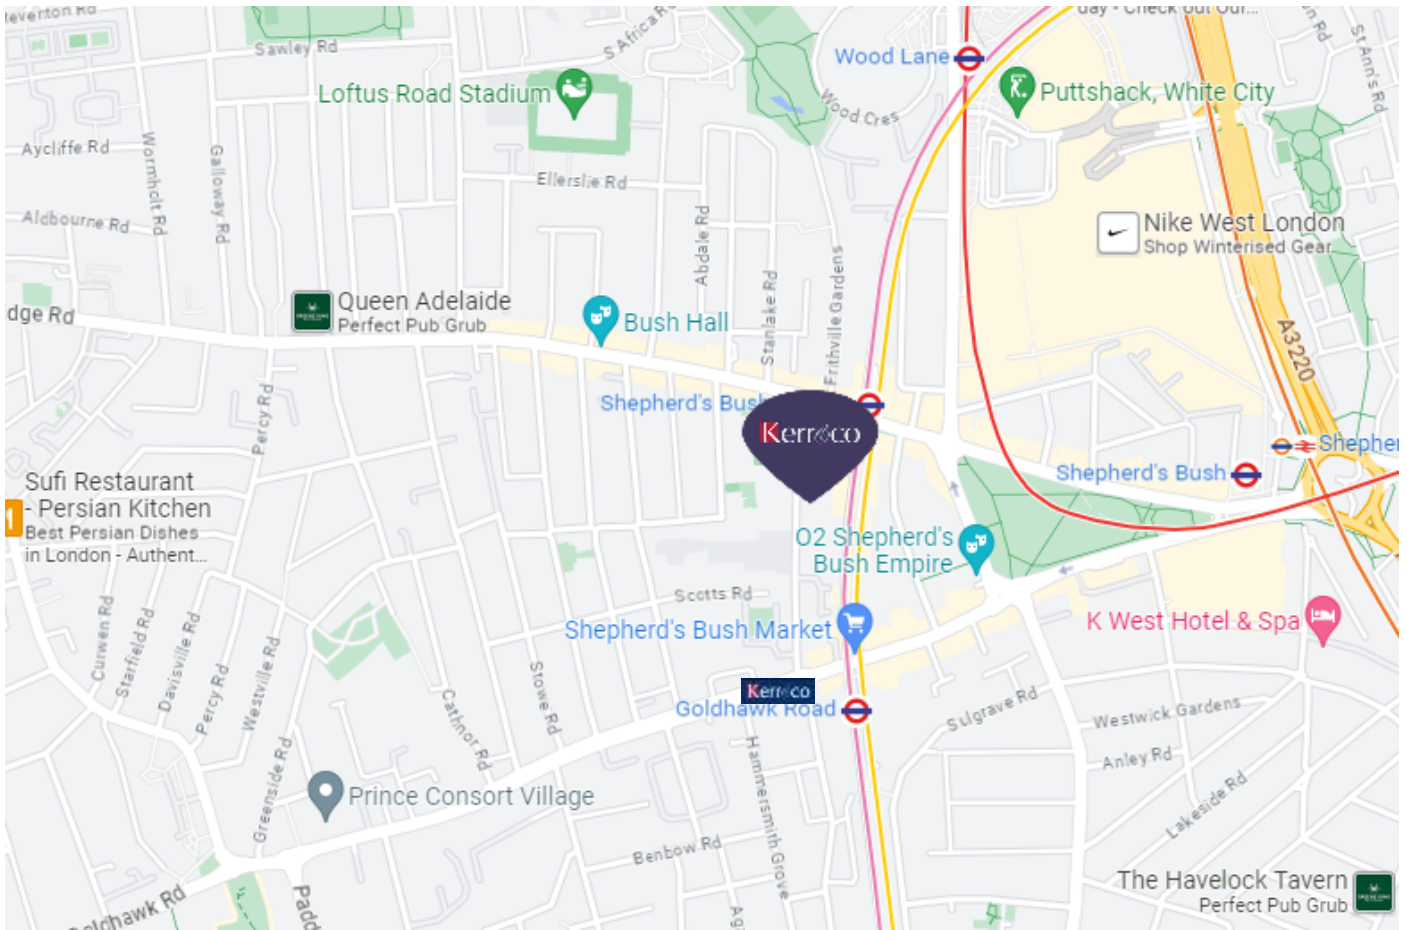 day - Check out Our...
Sawley Rd
S Africa Rd
St Ann's Rd
Wood Lane
Loftus Road Stadium
Puttshack, White City
Wood Cres
Aycliffe Rd
Wormholt Rd
Galloway Rd
Ellerslie Rd
Aldbourne Rd
Abdale Rd
Nike West London
Shop Winterised Gear
Stanlake Rd
Frithville Gardens
dge Rd
Queen Adelaide
Perfect Pub Grub
Bush Hall
A3220
Percy Rd
Shepherd's Bush
Kerr&co
Shepher
Shepherd's Bush
Sufi Restaurant
- Persian Kitchen
Best Persian Dishes
in London - Authent...
O2 Shepherd's
Bush Empire
Scotts Rd
Shepherd's Bush Market
K West Hotel & Spa
Curwen Rd
Starfield Rd
Davisville Rd
Percy Rd
Westville Rd
Cathnor Rd
Stowe Rd
Kerr&co
Goldhawk Road
Sulgrave Rd
Westwick Gardens
Anley Rd
Hammersmith Grove
Greenside Rd
Prince Consort Village
Lakeside Rd
Benbow Rd
The Havelock Tavern
Perfect Pub Grub
Goldhawk Rd
Padd
Ag